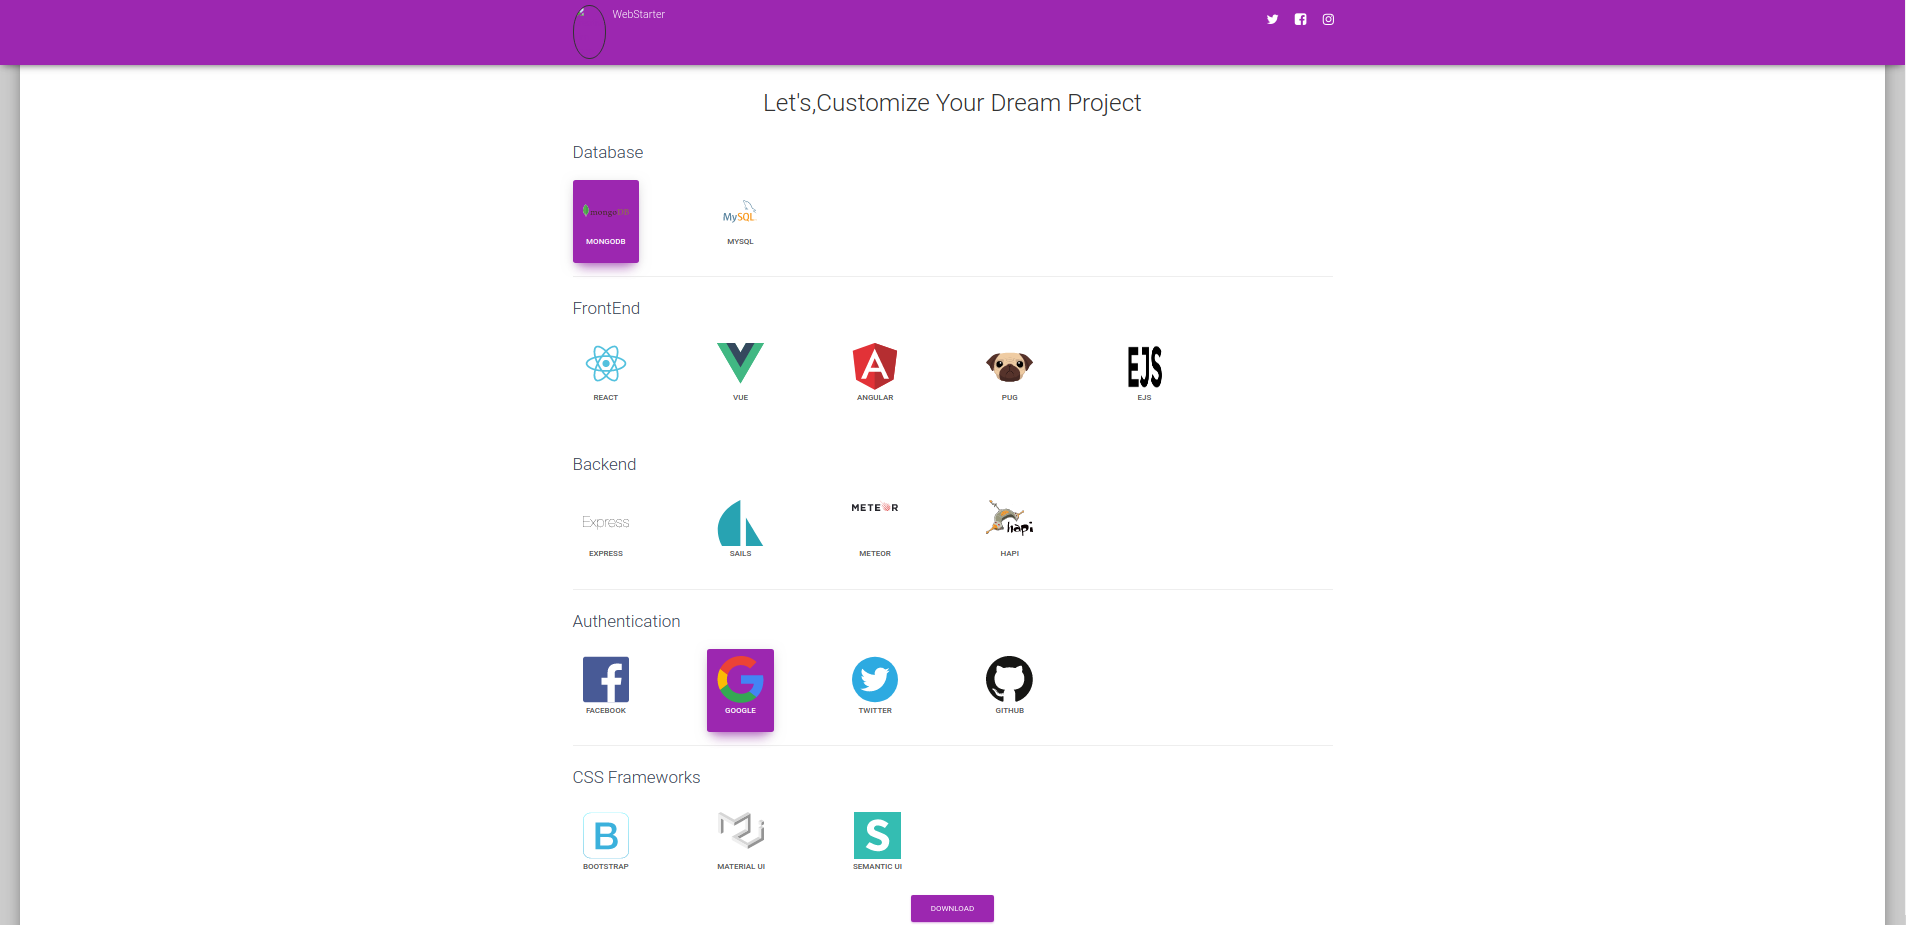 WebStarter
Let's,Customize Your Dream Project
Database
mongoDB
MySQL
MONGODB
MYSQL
FrontEnd
EJS
REACT
VUE
ANGULAR
PUG
EJS
Backend
Express
METEOR
hapi
EXPRESS
SAILS
METEOR
HAPI
Authentication
FACEBOOK
GOOGLE
TWITTER
GITHUB
CSS Frameworks
B
S
BOOTSTRAP
MATERIAL UI
SEMANTIC UI
DOWNLOAD